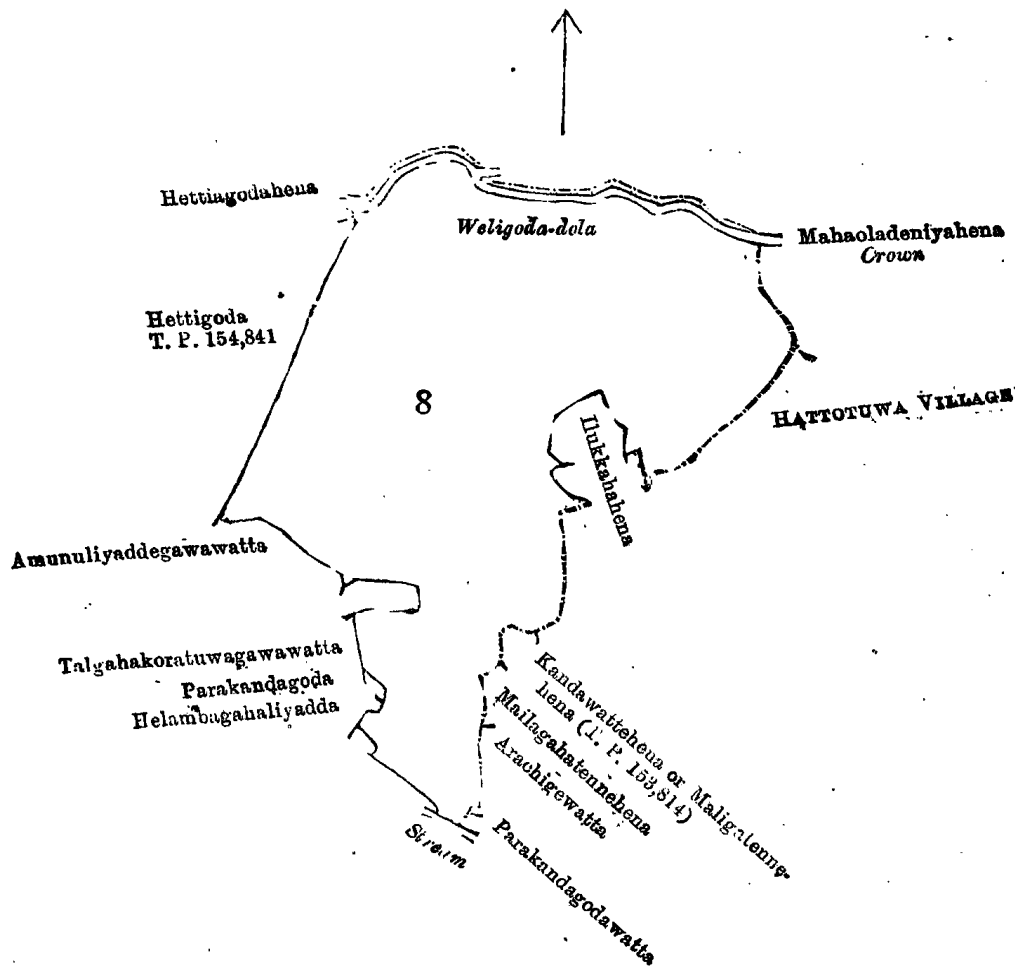 Hettiagodahena
Weligoda-dola
Mahaoladeniyahena
Crown
Hettigoda
T. P. 154,841
8
HATTOTUWA VILLAGE
Ilukkahahena
Amunuliyaddegawawatta
Talgahakoratuwagawawatta
Parakandagoda
Helambagahaliyadda
Kandawattehena or Maligatenne-
hena (T. P. 153,814)
Mailagahatennehena
Arachigewatta
Stream
Parakandagodawatta